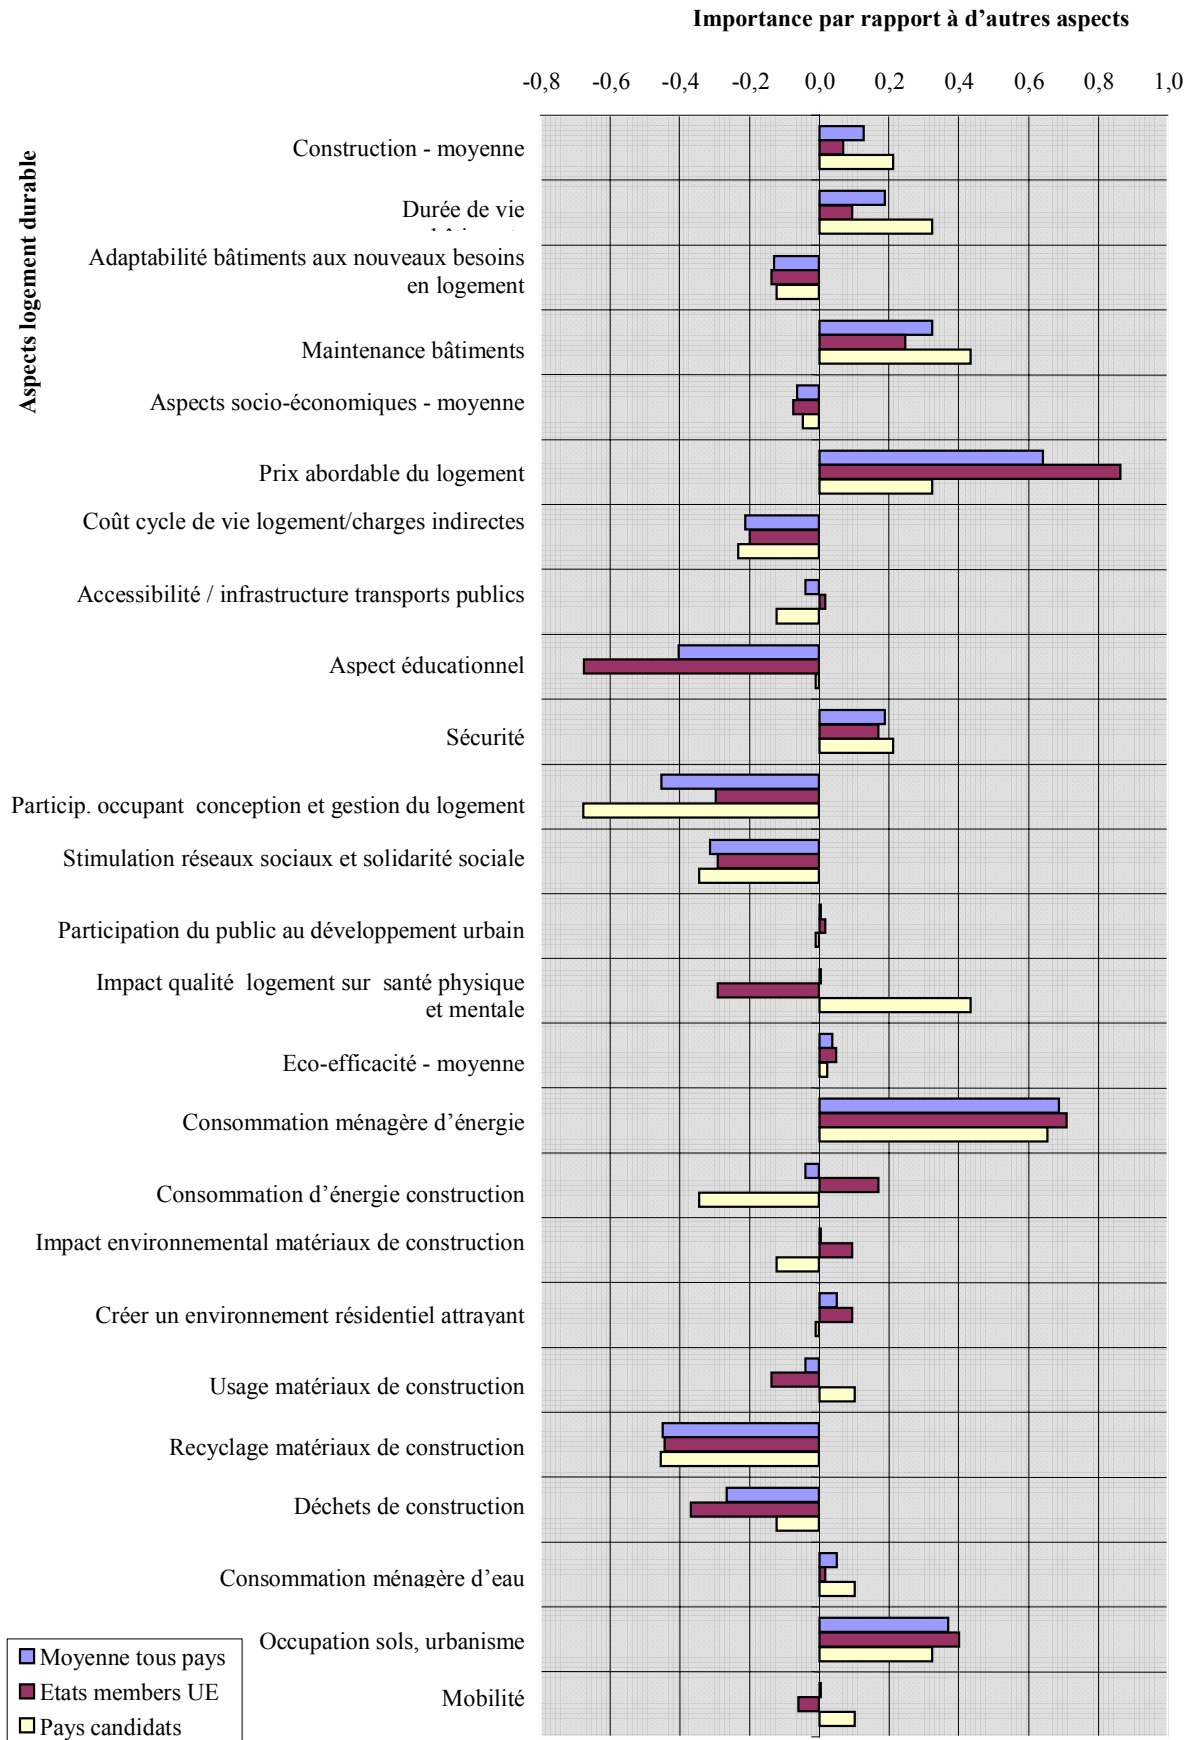 Importance par rapport à d'autres aspects
-0,8 -0,6 -0,4 -0,2 0,0 0,2 0,4 0,6 0,8 1,0
Aspects logement durable
Construction - moyenne
Durée de vie
Adaptabilité bâtiments aux nouveaux besoins
en logement
Maintenance bâtiments
Aspects socio-économiques - moyenne
Prix abordable du logement
Coût cycle de vie logement/charges indirectes
Accessibilité / infrastructure transports publics
Aspect éducationnel
Sécurité
Particip. occupant conception et gestion du logement
Stimulation réseaux sociaux et solidarité sociale
Participation du public au développement urbain
Impact qualité logement sur santé physique
et mentale
Eco-efficacité - moyenne
Consommation ménagère d'énergie
Consommation d'énergie construction
Impact environnemental matériaux de construction
Créer un environnement résidentiel attrayant
Usage matériaux de construction
Recyclage matériaux de construction
Déchets de construction
Consommation ménagère d'eau
Occupation sols, urbanisme
Mobilité
Moyenne tous pays
Etats members UE
Pays candidats